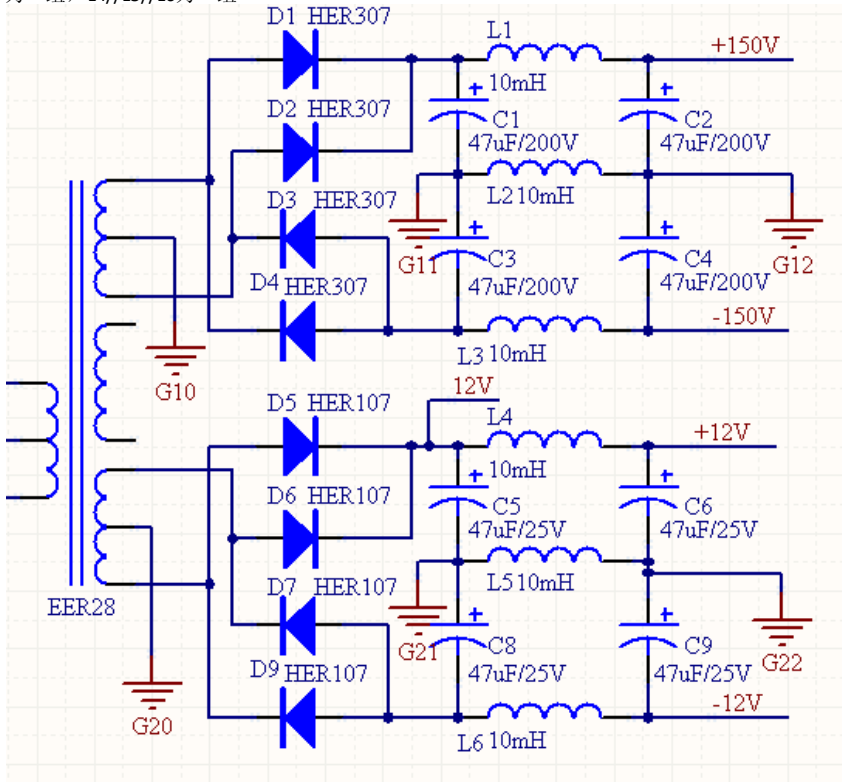 D1 HER307
L1
+150V
10mH
D2 HER307
C1
C2
47uF/200V
47uF/200V
D3 HER307
L2 10mH
G11
C3
C4
G12
D4 HER307
47uF/200V
47uF/200V
-150V
L3 10mH
G10
12V
D5 HER107
L4
+12V
10mH
D6 HER107
C5
C6
47uF/25V
47uF/25V
D7 HER107
L5 10mH
EER28
G21
C8
C9
G22
D9 HER107
47uF/25V
47uF/25V
-12V
G20
L6 10mH